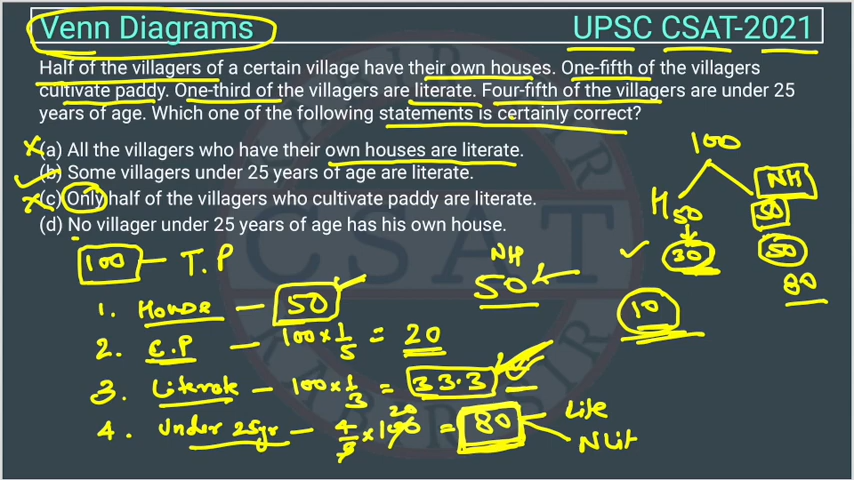 Venn Diagrams
UPSC CSAT-2021
Half of the villagers of a certain village have their own houses. One-fifth of the villagers
cultivate paddy. One-third of the villagers are literate. Four-fifth of the villagers are under 25
years of age. Which one of the following statements is certainly correct?
(a) All the villagers who have their own houses are literate.
(b) Some villagers under 25 years of age are literate.
(c) Only half of the villagers who cultivate paddy are literate.
(d) No villager under 25 years of age has his own house.
100
H 50
NH
50
30
50
80
100 — T.P
NH
50
10
1. House — 50
2. C.P — 100 × 1/5 = 20
3. Literate — 100 × 1/3 = 33.3
4. Under 25yr — 4/5 × 100 20 = 80
Lite
N Lit
CSAT